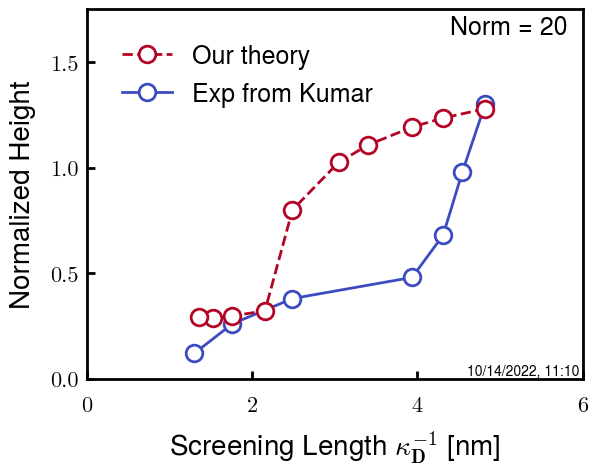 Norm = 20
Our theory
Exp from Kumar
Normalized Height
1.5
1.0
0.5
0.0
10/14/2022, 11:10
0 2 4 6
Screening Length κ_D^{-1} [nm]